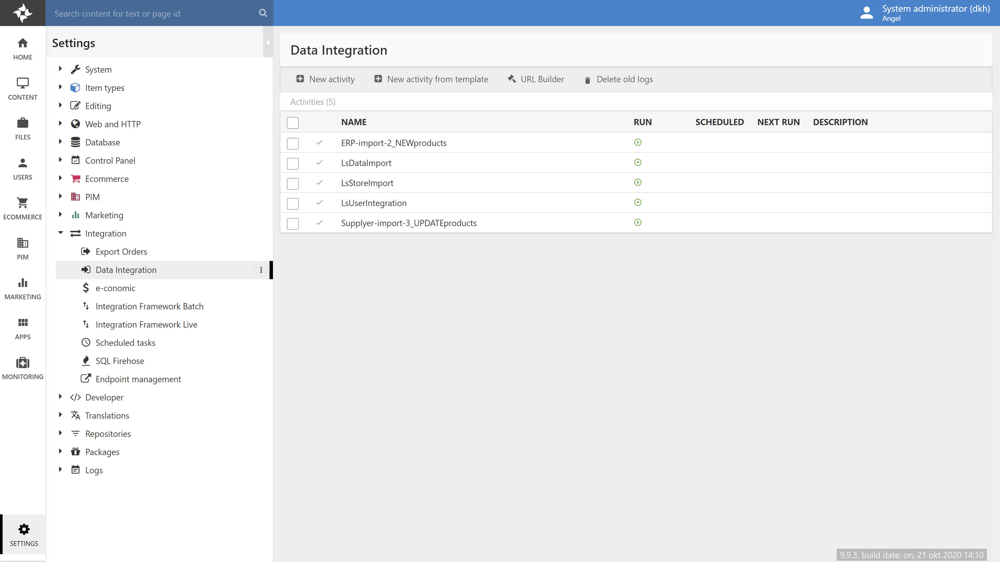 Search content for text or page id
System administrator (dkh)
Angel
HOME
CONTENT
FILES
USERS
ECOMMERCE
PIM
MARKETING
APPS
MONITORING
SETTINGS
Settings
System
Item types
Editing
Web and HTTP
Database
Control Panel
Ecommerce
PIM
Marketing
Integration
Export Orders
Data Integration
e-conomic
Integration Framework Batch
Integration Framework Live
Scheduled tasks
SQL Firehose
Endpoint management
Developer
Translations
Repositories
Packages
Logs
Data Integration
New activity New activity from template URL Builder Delete old logs
Activities (5)
NAME RUN SCHEDULED NEXT RUN DESCRIPTION
ERP-import-2_NEWproducts
LsDataImport
LsStoreImport
LsUserIntegration
Supplyer-import-3_UPDATEproducts
9.9.3, build date: on, 21 okt 2020 14:10